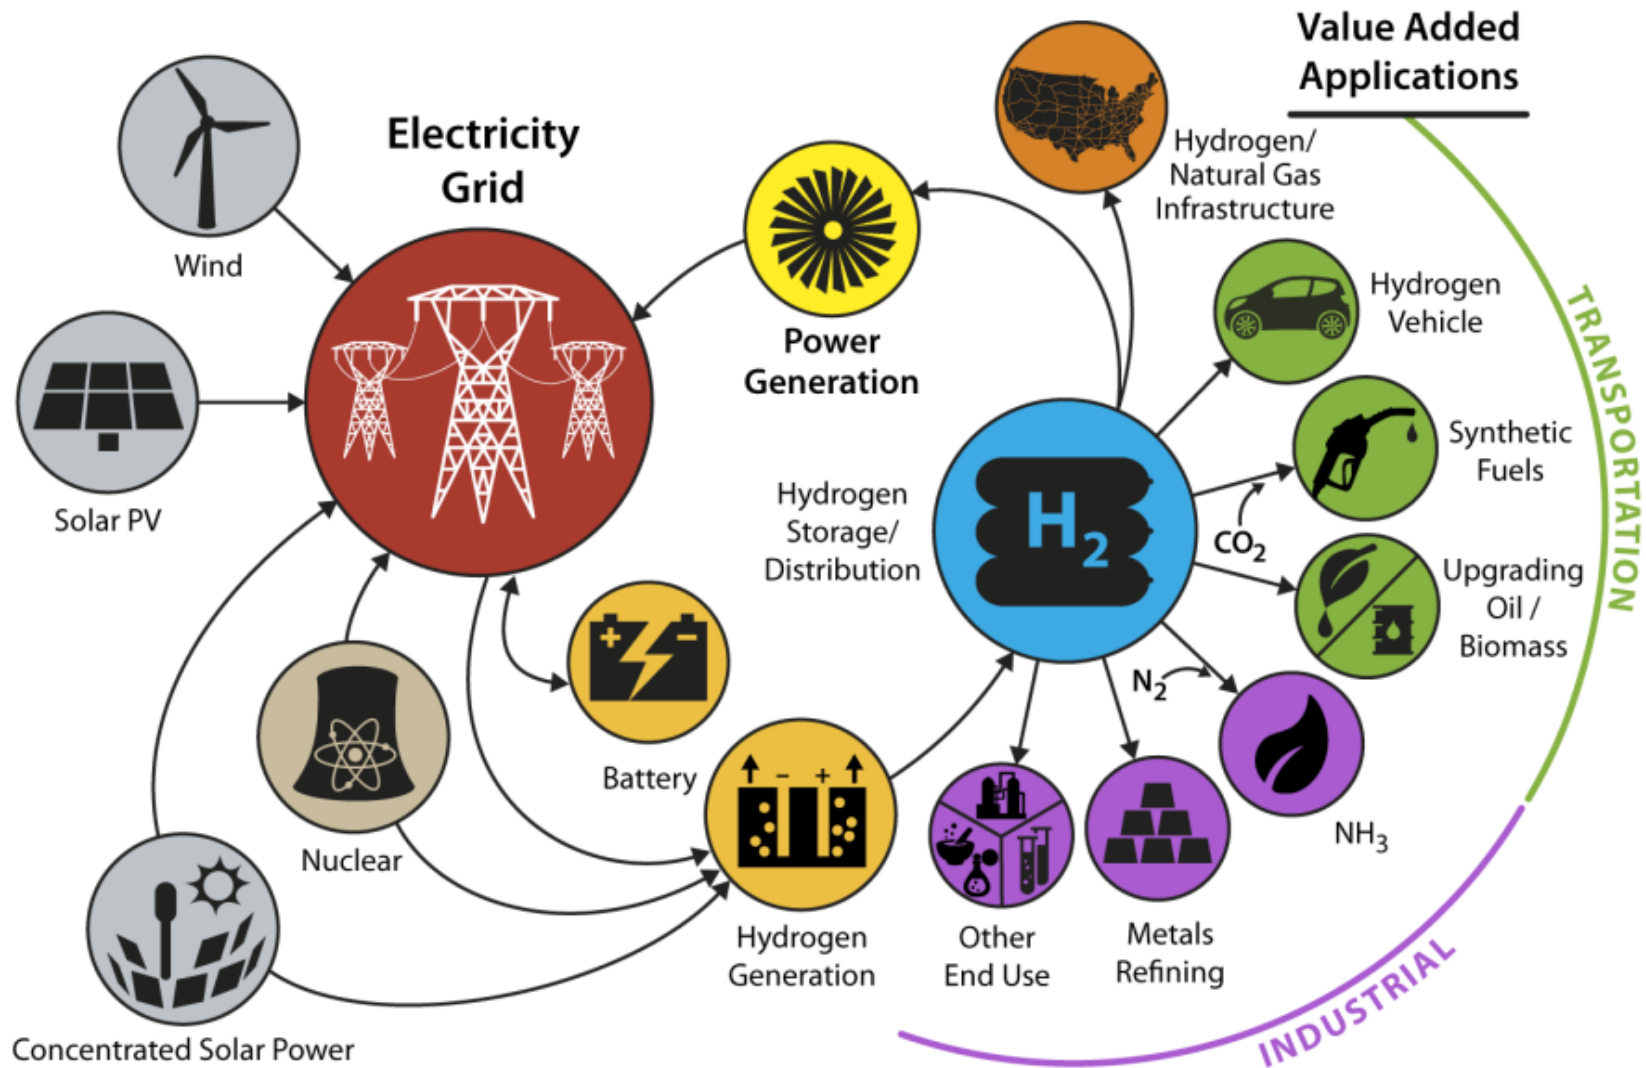 Value Added
Applications
Electricity
Grid
Wind
Solar PV
Power
Generation
Hydrogen/
Natural Gas
Infrastructure
Hydrogen
Vehicle
Synthetic
Fuels
CO2
Upgrading
Oil /
Biomass
TRANSPORTATION
Hydrogen
Storage/
Distribution
H2
N2
NH3
+ -
Battery
Nuclear
- +
Hydrogen
Generation
Other
End Use
Metals
Refining
INDUSTRIAL
Concentrated Solar Power